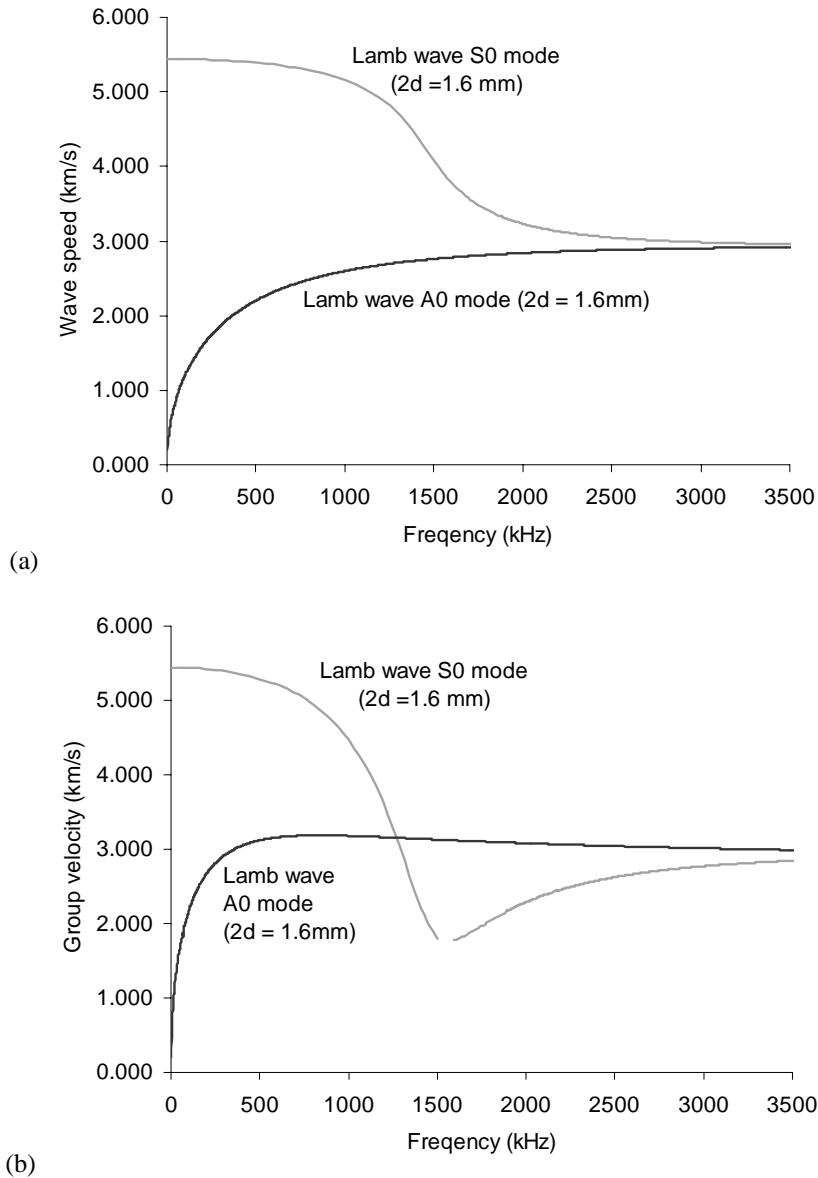 6.000
5.000
4.000
3.000
2.000
1.000
0.000
Wave speed (km/s)
Lamb wave S0 mode
(2d =1.6 mm)
Lamb wave A0 mode (2d = 1.6mm)
0 500 1000 1500 2000 2500 3000 3500
Freqency (kHz)
(a)
6.000
5.000
4.000
3.000
2.000
1.000
0.000
Group velocity (km/s)
Lamb wave S0 mode
(2d =1.6 mm)
Lamb wave
A0 mode
(2d = 1.6mm)
0 500 1000 1500 2000 2500 3000 3500
Freqency (kHz)
(b)